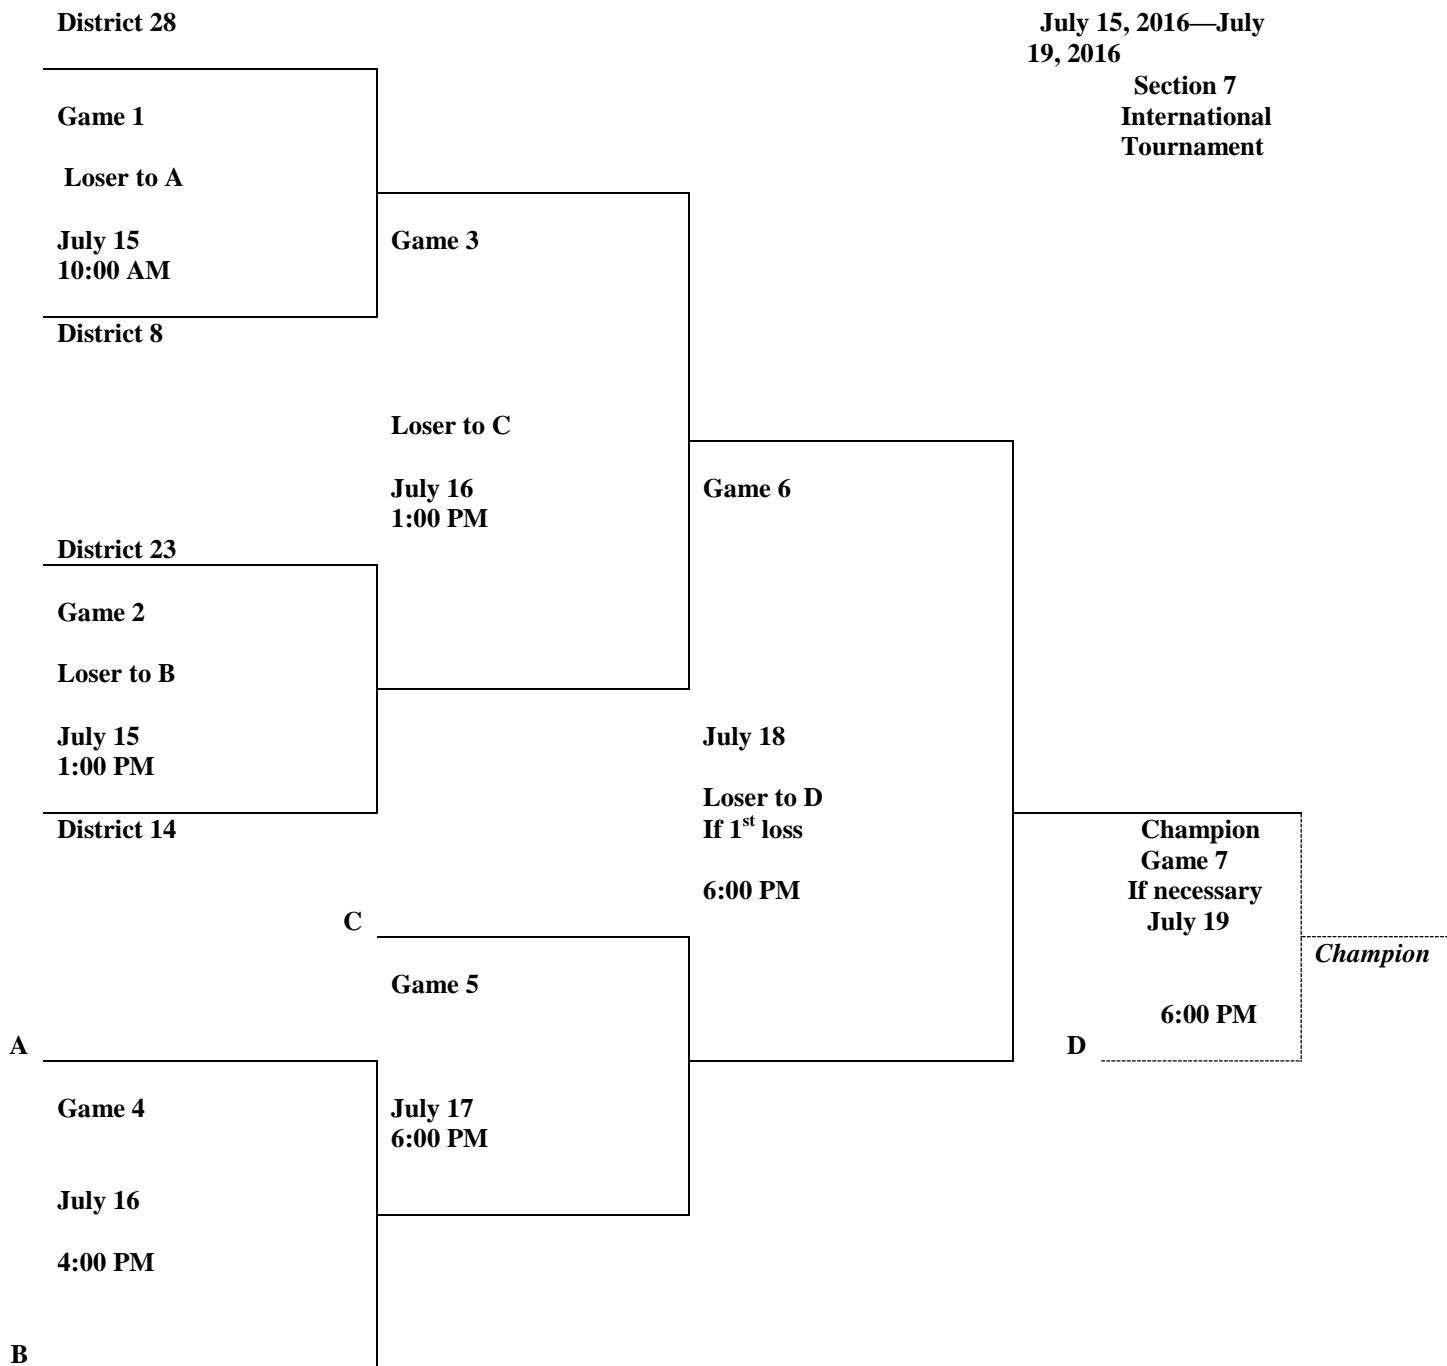 District 28
July 15, 2016—July
19, 2016
Section 7
International
Tournament
Game 1
Loser to A
July 15
10:00 AM
District 8
Game 3
Loser to C
July 16
1:00 PM
District 23
Game 2
Loser to B
July 15
1:00 PM
District 14
Game 6
July 18
Loser to D
If 1st loss
6:00 PM
Champion
Game 7
If necessary
July 19
6:00 PM
D
Champion
C
Game 5
July 17
6:00 PM
A
Game 4
July 16
4:00 PM
B